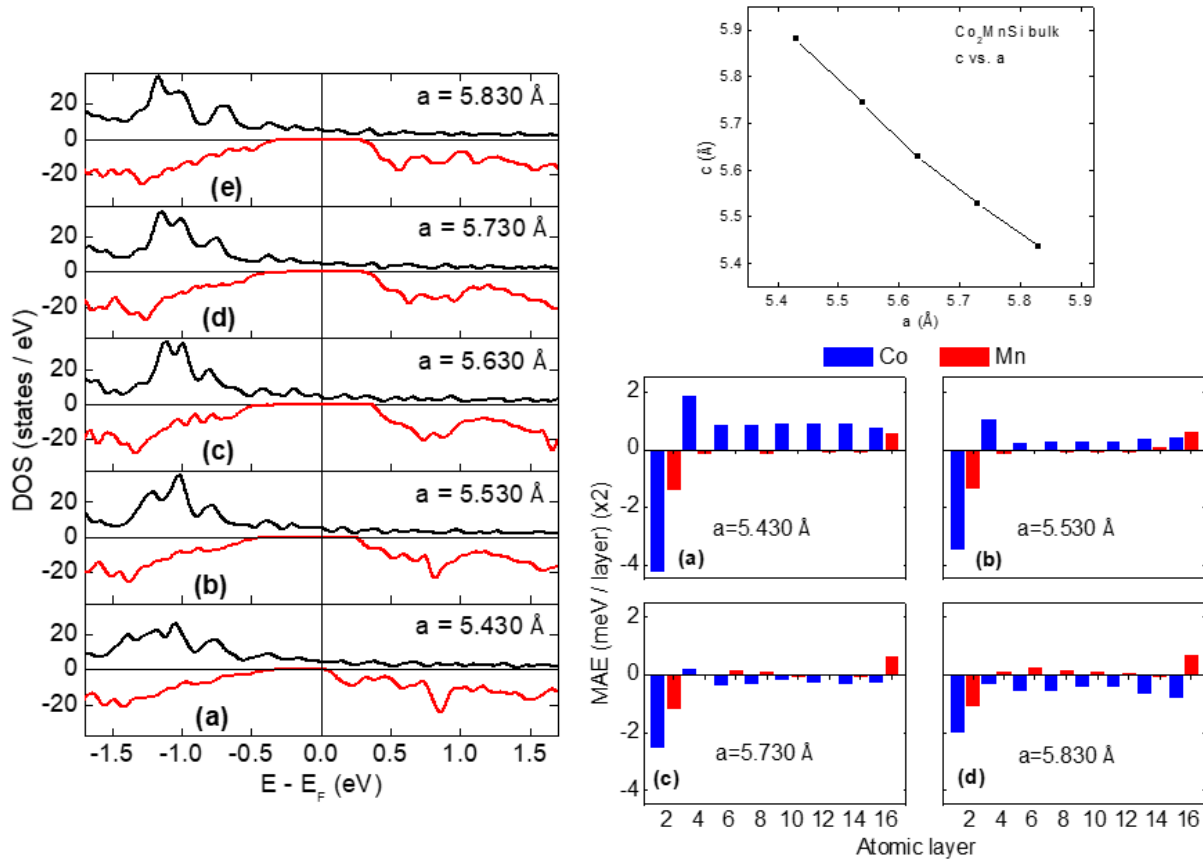 DOS (states / eV)
20
0
-20
a = 5.830 Å
(e)
20
0
-20
a = 5.730 Å
(d)
20
0
-20
a = 5.630 Å
(c)
20
0
-20
a = 5.530 Å
(b)
20
0
-20
a = 5.430 Å
(a)
-1.5 -1.0 -0.5 0.0 0.5 1.0 1.5
E - E_F (eV)
Co₂MnSi bulk
c vs. a
c (Å)
5.9
5.8
5.7
5.6
5.5
5.4
5.4 5.5 5.6 5.7 5.8 5.9
a (Å)
Co Mn
MAE (meV / layer) (x2)
2
0
-2
-4
a=5.430 Å
(a)
a=5.530 Å
(b)
2
0
-2
-4
a=5.730 Å
(c)
a=5.830 Å
(d)
2 4 6 8 10 12 14 16
2 4 6 8 10 12 14 16
Atomic layer